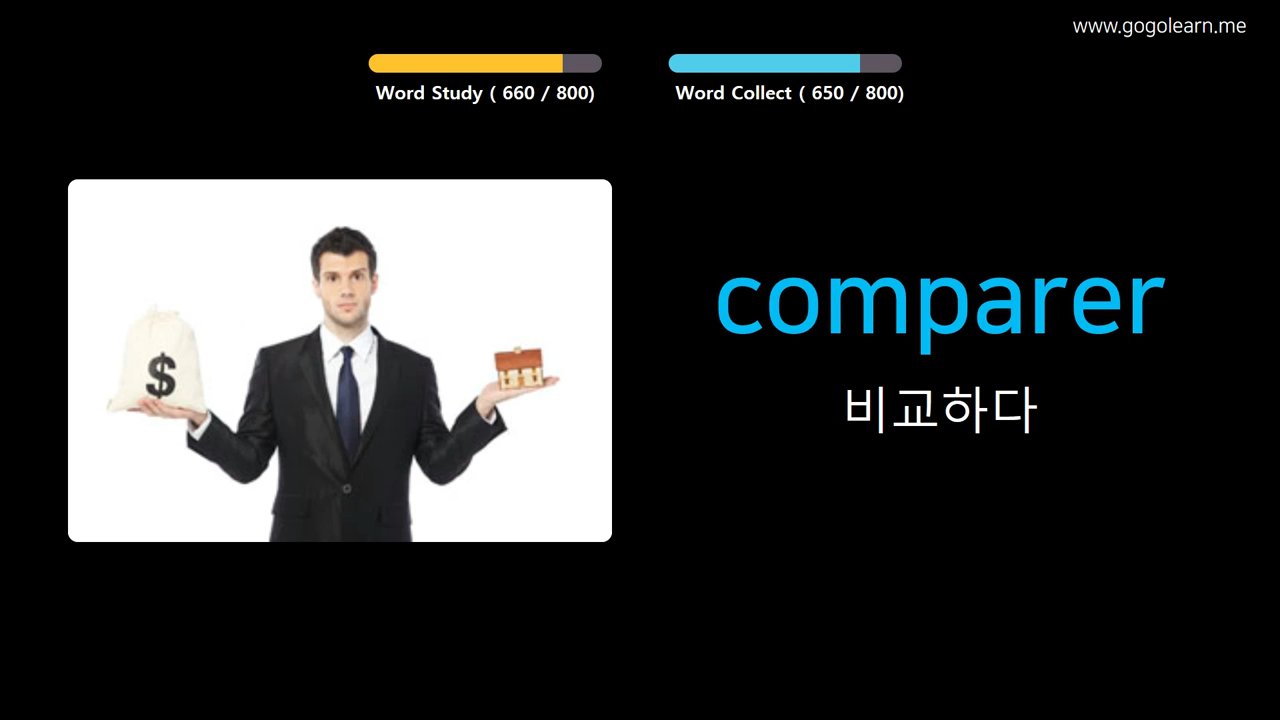 www.gogolearn.me
Word Study ( 660 / 800)
Word Collect ( 650 / 800)
$
comparer
비교하다